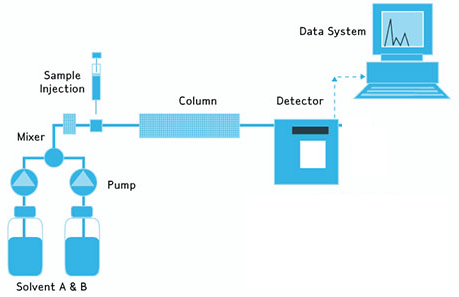 Data System
Sample
Injection
Column
Detector
Mixer
Pump
Solvent A & B